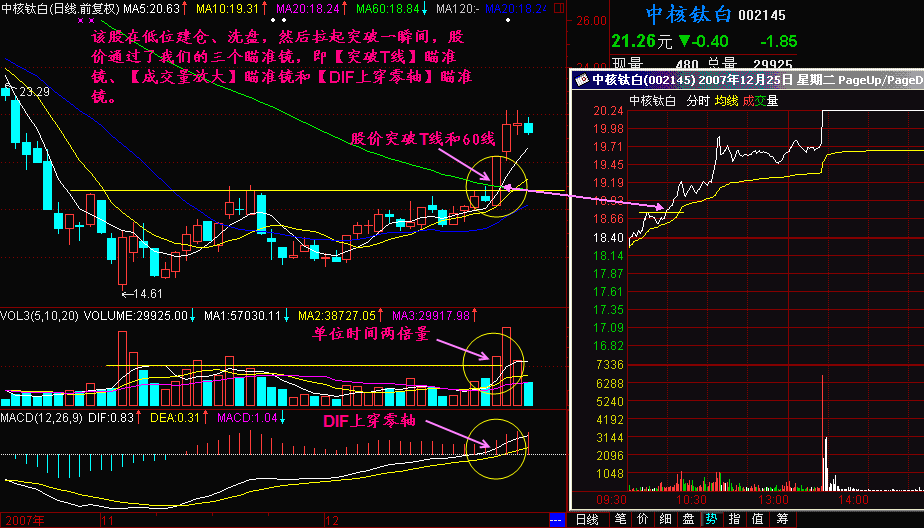 中核钛白(日线.前复权) MA5:20.63↑ MA10:19.31↑ MA20:18.24↑ MA60:18.84↓ MA120:- MA20:18.24
该股在低位建仓、洗盘，然后拉起突破一瞬间，股
价通过了我们的三个瞄准镜，即【突破T线】瞄准
镜、【成交量放大】瞄准镜和【DIF上穿零轴】瞄准
镜。
23.29
股价突破T线和60线
14.61
26.00
24.00
中核钛白 002145
21.26元 ▼-0.40 -1.85
现量 480 总量 29925
中核钛白(002145) 2007年12月25日 星期二 PageUp/PageD
中核钛白 分时 均线 成交量
20.24
19.98
19.71
19.45
19.19
18.92
18.66
18.40
18.14
17.87
17.61
17.35
17.09
16.82
7336
6288
5240
4192
3144
2096
1048
09:30 10:30 13:00 14:00
VOL3(5,10,20) VOLUME:29925.00↓ MA1:57030.11↓ MA2:38727.05↑ MA3:29917.98↑
单位时间两倍量
MACD(12,26,9) DIF:0.83↑ DEA:0.31↑ MACD:1.04↓
DIF上穿零轴
2007年 11 12
日线 笔 价 细 盘 势 指 值 筹